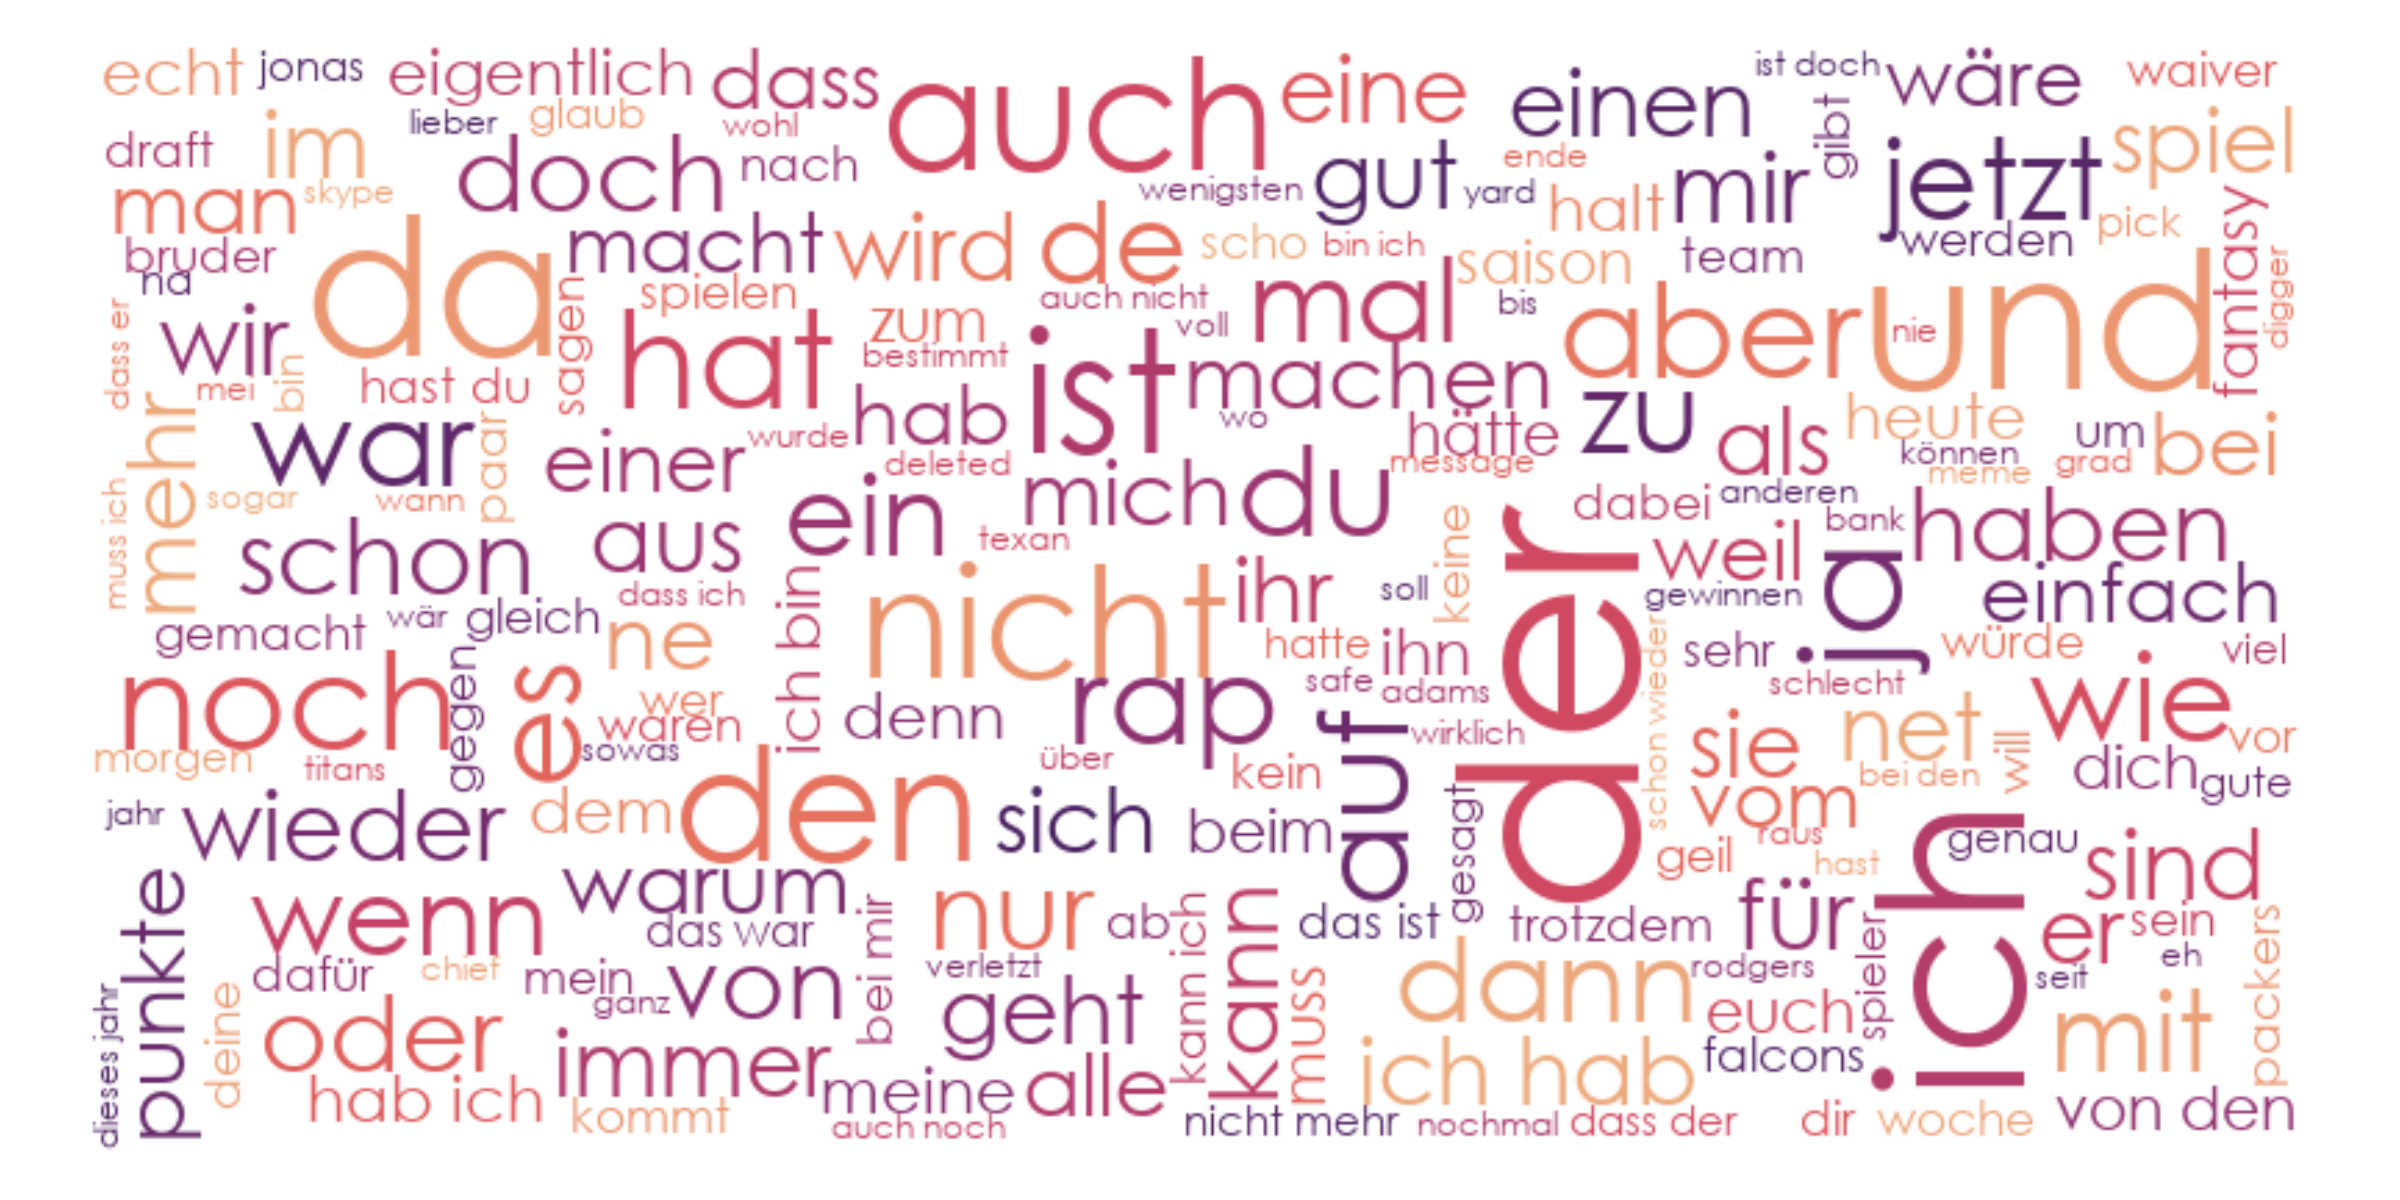 echt
jonas
eigentlich
dass
auch
eine
einen
ist doch
wäre
waiver
draft
im
lieber
glaub
wohl
doch
nach
wenigsten
gut
yard
ende
halt
mir
gibt
jetzt
spiel
man
skype
bruder
na
da
macht
wird
de
scho
bin ich
saison
team
werden
pick
fantasy
digger
dass er
wir
mei
bin
hast du
sagen
spielen
hat
zum
bestimmt
auch nicht
voll
mal
bis
aber
und
nie
mehr
war
paar
einer
wurde
hab
deleted
ist
machen
wo
hätte
message
zu
als
heute
können
meme
um
grad
bei
muss ich
sogar
wann
schon
aus
ein
mich
du
texan
keine
dabei
anderen
bank
haben
gemacht
wär
gleich
dass ich
ne
ich bin
nicht
ihr
soll
der
weil
gewinnen
ja
einfach
noch
morgen
titans
gegen
es
wer
waren
sowas
denn
rap
über
hatte
ihn
safe
adams
wirklich
kein
auf
schon wieder
sehr
schlecht
würde
viel
sie
net
bei den
will
wie
vor
dich
gute
jahr
wieder
dem
den
sich
beim
gesagt
vom
raus
geil
hast
genau
ich
sind
punkte
wenn
warum
das war
bei mir
nur
ab
kann ich
kann
das ist
trotzdem
für
spieler
er
sein
eh
packers
dieses jahr
deine
dafür
chief
mein
ganz
von
verletzt
geht
muss
dann
rodgers
euch
falcons
seit
mit
oder
hab ich
immer
kommt
meine
auch noch
alle
nicht mehr
ich hab
nochmal
dass der
dir
woche
von den